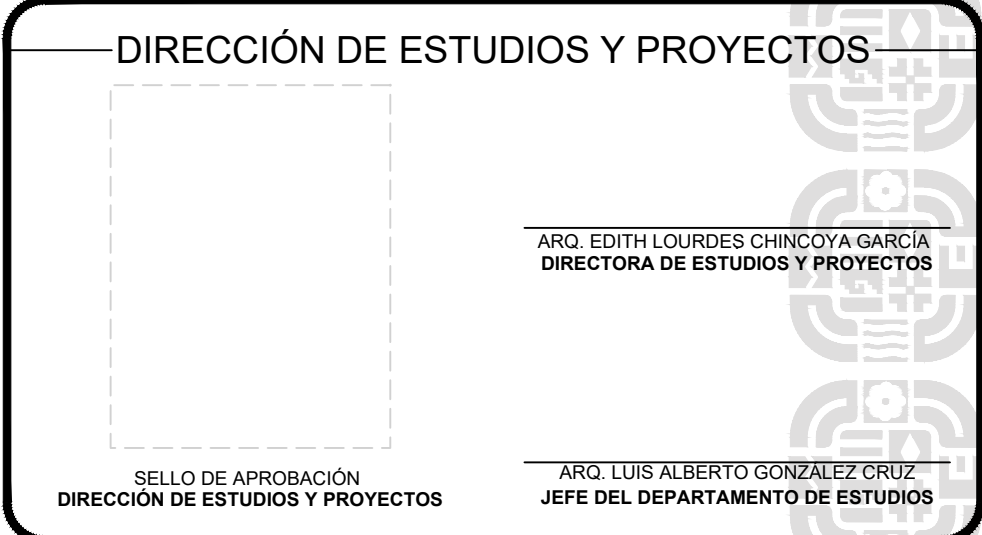 DIRECCIÓN DE ESTUDIOS Y PROYECTOS
ARQ. EDITH LOURDES CHINCOYA GARCÍA
DIRECTORA DE ESTUDIOS Y PROYECTOS
SELLO DE APROBACIÓN
DIRECCIÓN DE ESTUDIOS Y PROYECTOS
ARQ. LUIS ALBERTO GONZÁLEZ CRUZ
JEFE DEL DEPARTAMENTO DE ESTUDIOS